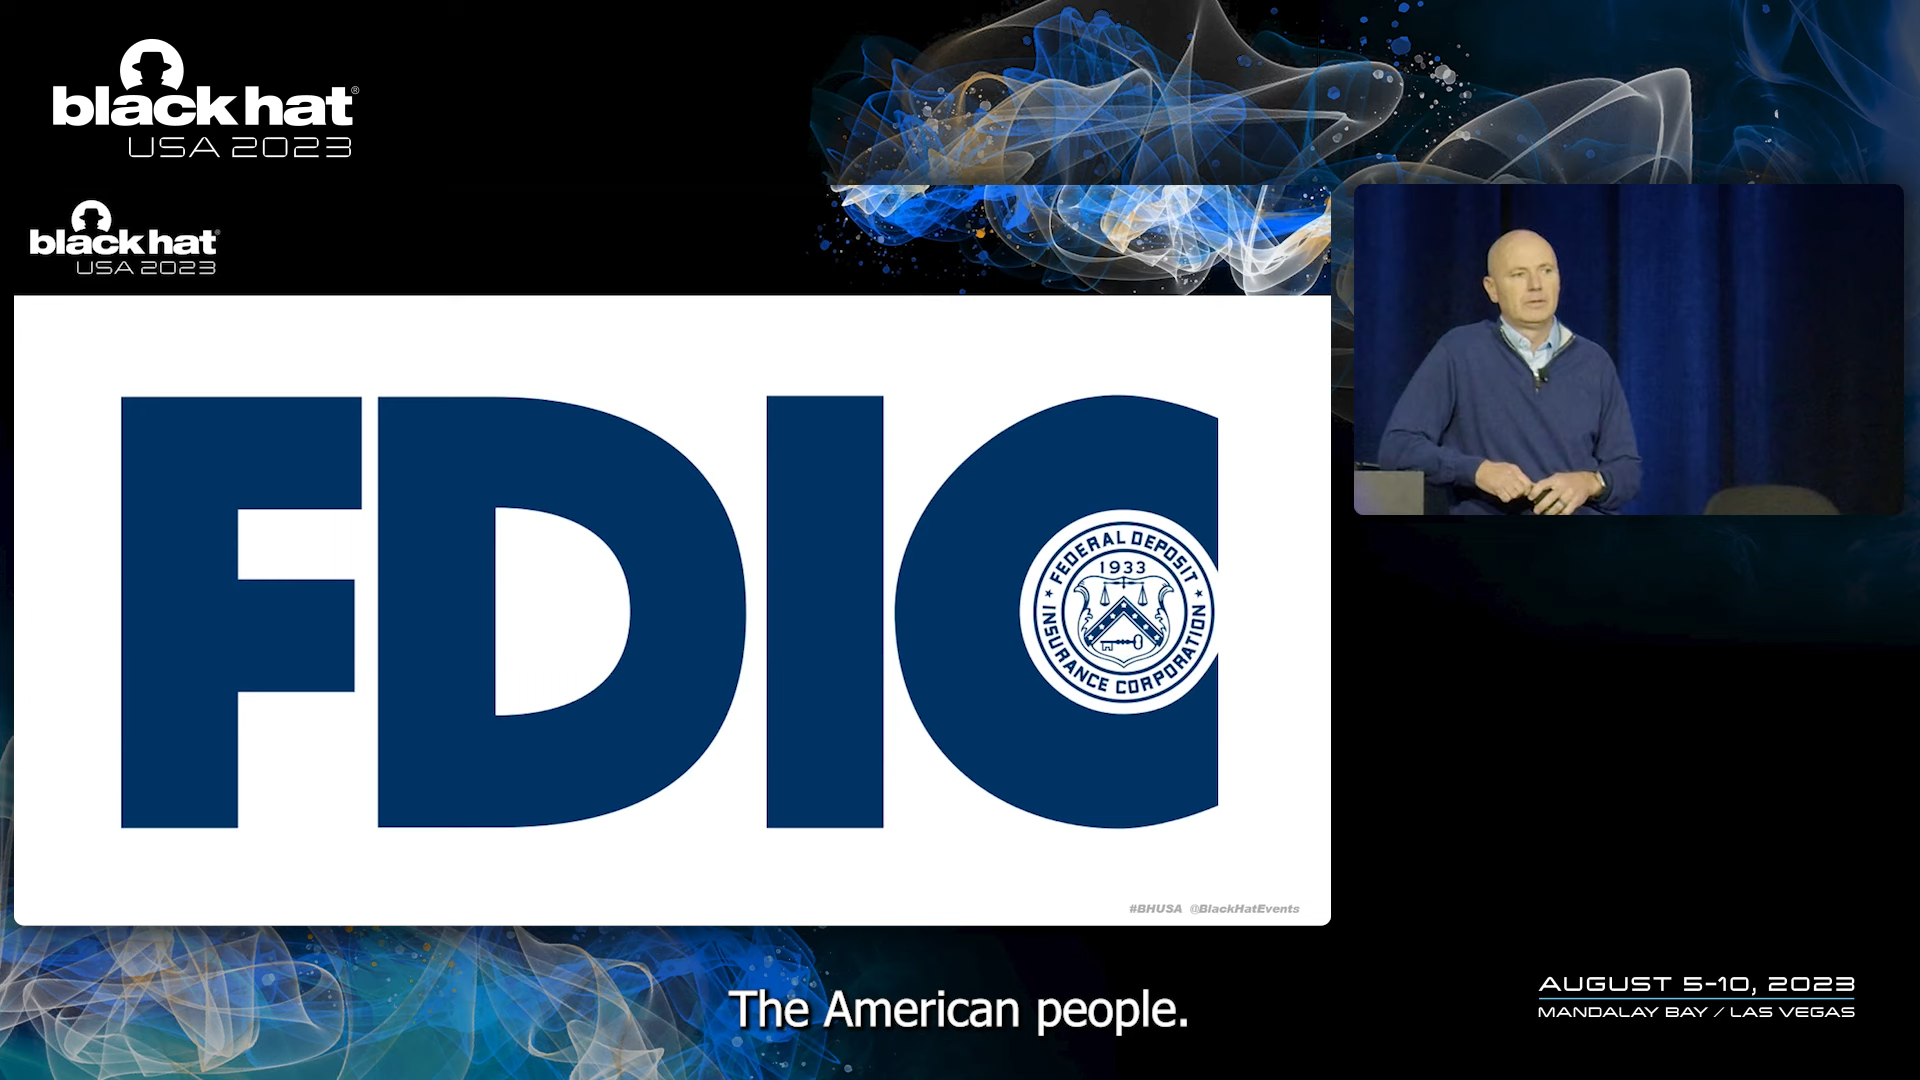 black hat®
USA 2023
black hat®
USA 2023
FDIC
FEDERAL DEPOSIT
INSURANCE CORPORATION
1933
#BHUSA @BlackHatEvents
The American people.
AUGUST 5-10, 2023
MANDALAY BAY / LAS VEGAS